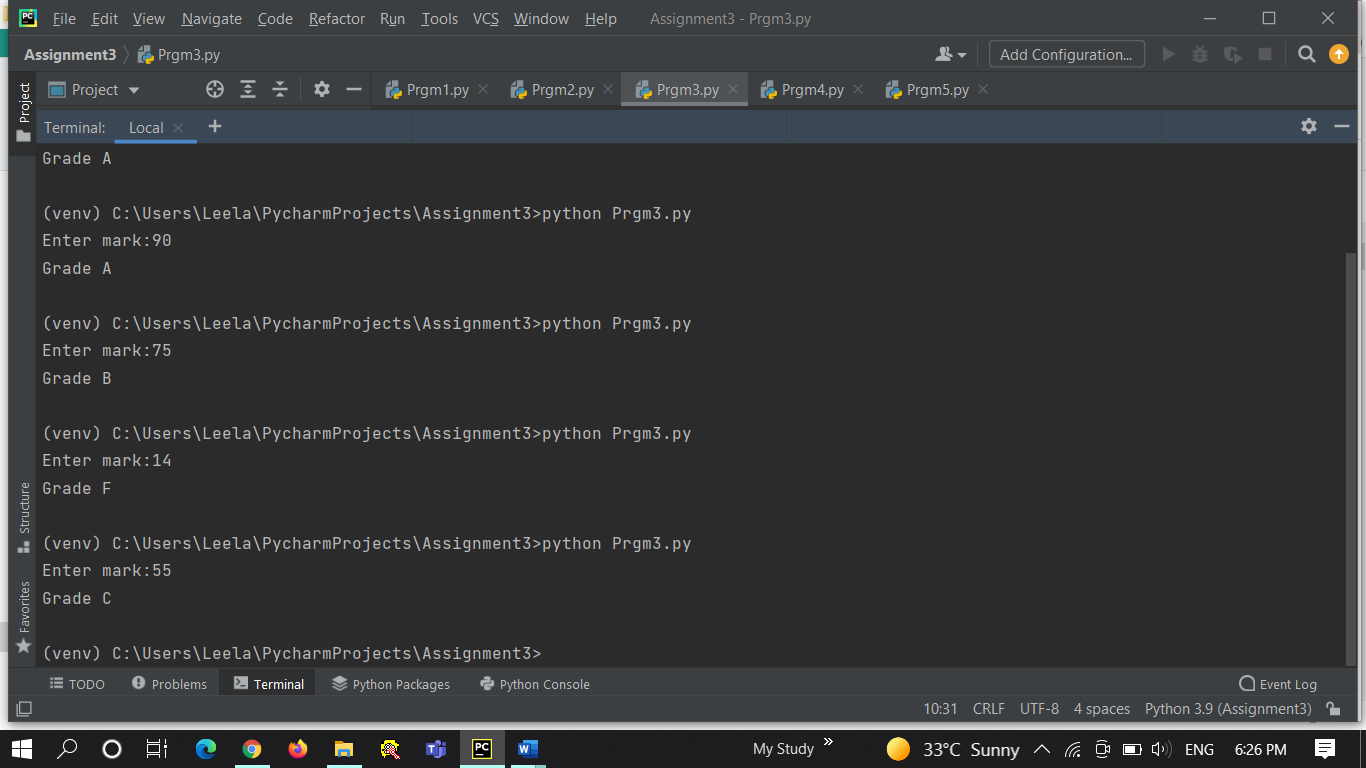 File Edit View Navigate Code Refactor Run Tools VCS Window Help Assignment3 - Prgm3.py
Assignment3 Prgm3.py Add Configuration...
Project Project Prgm1.py Prgm2.py Prgm3.py Prgm4.py Prgm5.py
Terminal: Local
Grade A
(venv) C:\Users\Leela\PycharmProjects\Assignment3>python Prgm3.py
Enter mark:90
Grade A
(venv) C:\Users\Leela\PycharmProjects\Assignment3>python Prgm3.py
Enter mark:75
Grade B
(venv) C:\Users\Leela\PycharmProjects\Assignment3>python Prgm3.py
Enter mark:14
Grade F
Structure
(venv) C:\Users\Leela\PycharmProjects\Assignment3>python Prgm3.py
Enter mark:55
Grade C
Favorites
(venv) C:\Users\Leela\PycharmProjects\Assignment3>
TODO Problems Terminal Python Packages Python Console Event Log
10:31 CRLF UTF-8 4 spaces Python 3.9 (Assignment3)
My Study 33°C Sunny ENG 6:26 PM